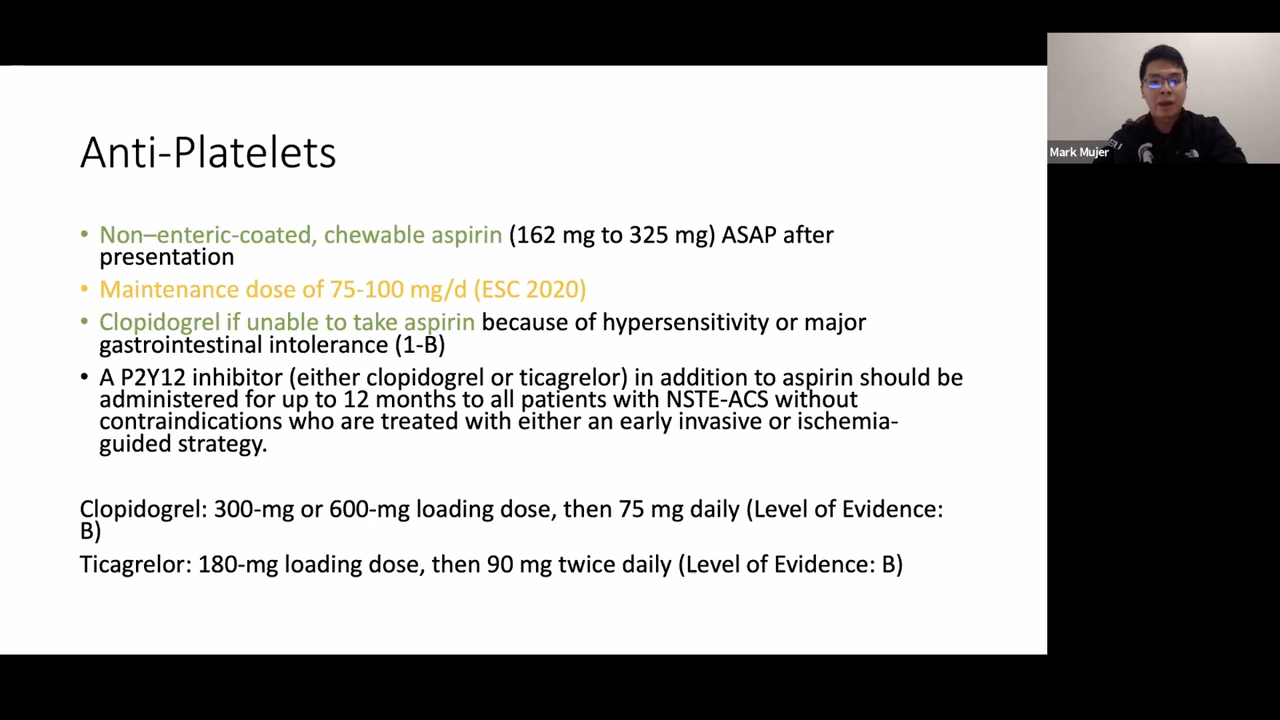 Anti-Platelets
• Non–enteric-coated, chewable aspirin (162 mg to 325 mg) ASAP after
presentation
• Maintenance dose of 75-100 mg/d (ESC 2020)
• Clopidogrel if unable to take aspirin because of hypersensitivity or major
gastrointestinal intolerance (1-B)
• A P2Y12 inhibitor (either clopidogrel or ticagrelor) in addition to aspirin should be
administered for up to 12 months to all patients with NSTE-ACS without
contraindications who are treated with either an early invasive or ischemia-
guided strategy.
Clopidogrel: 300-mg or 600-mg loading dose, then 75 mg daily (Level of Evidence:
B)
Ticagrelor: 180-mg loading dose, then 90 mg twice daily (Level of Evidence: B)
Mark Mujer